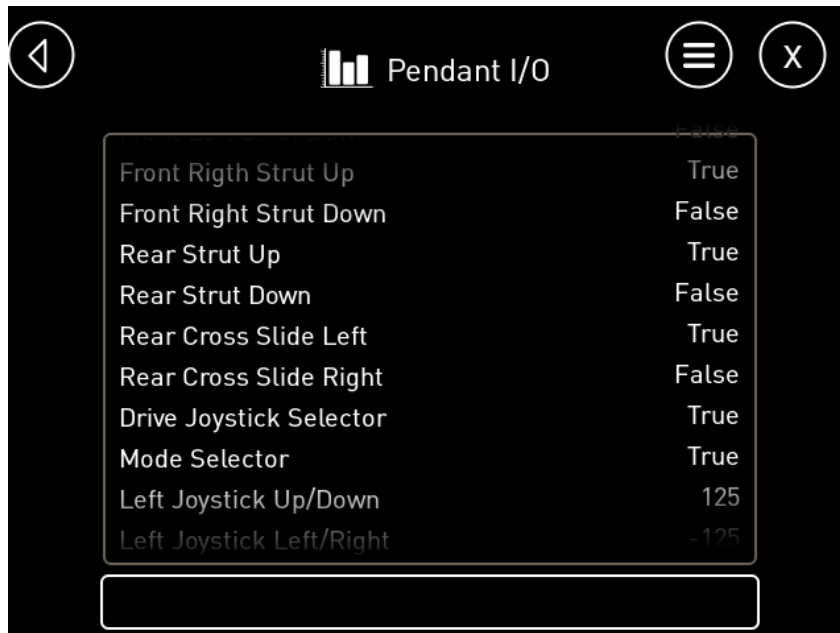 Pendant I/O
X
False
Front Rigth Strut Up True
Front Right Strut Down False
Rear Strut Up True
Rear Strut Down False
Rear Cross Slide Left True
Rear Cross Slide Right False
Drive Joystick Selector True
Mode Selector True
Left Joystick Up/Down 125
Left Joystick Left/Right -125